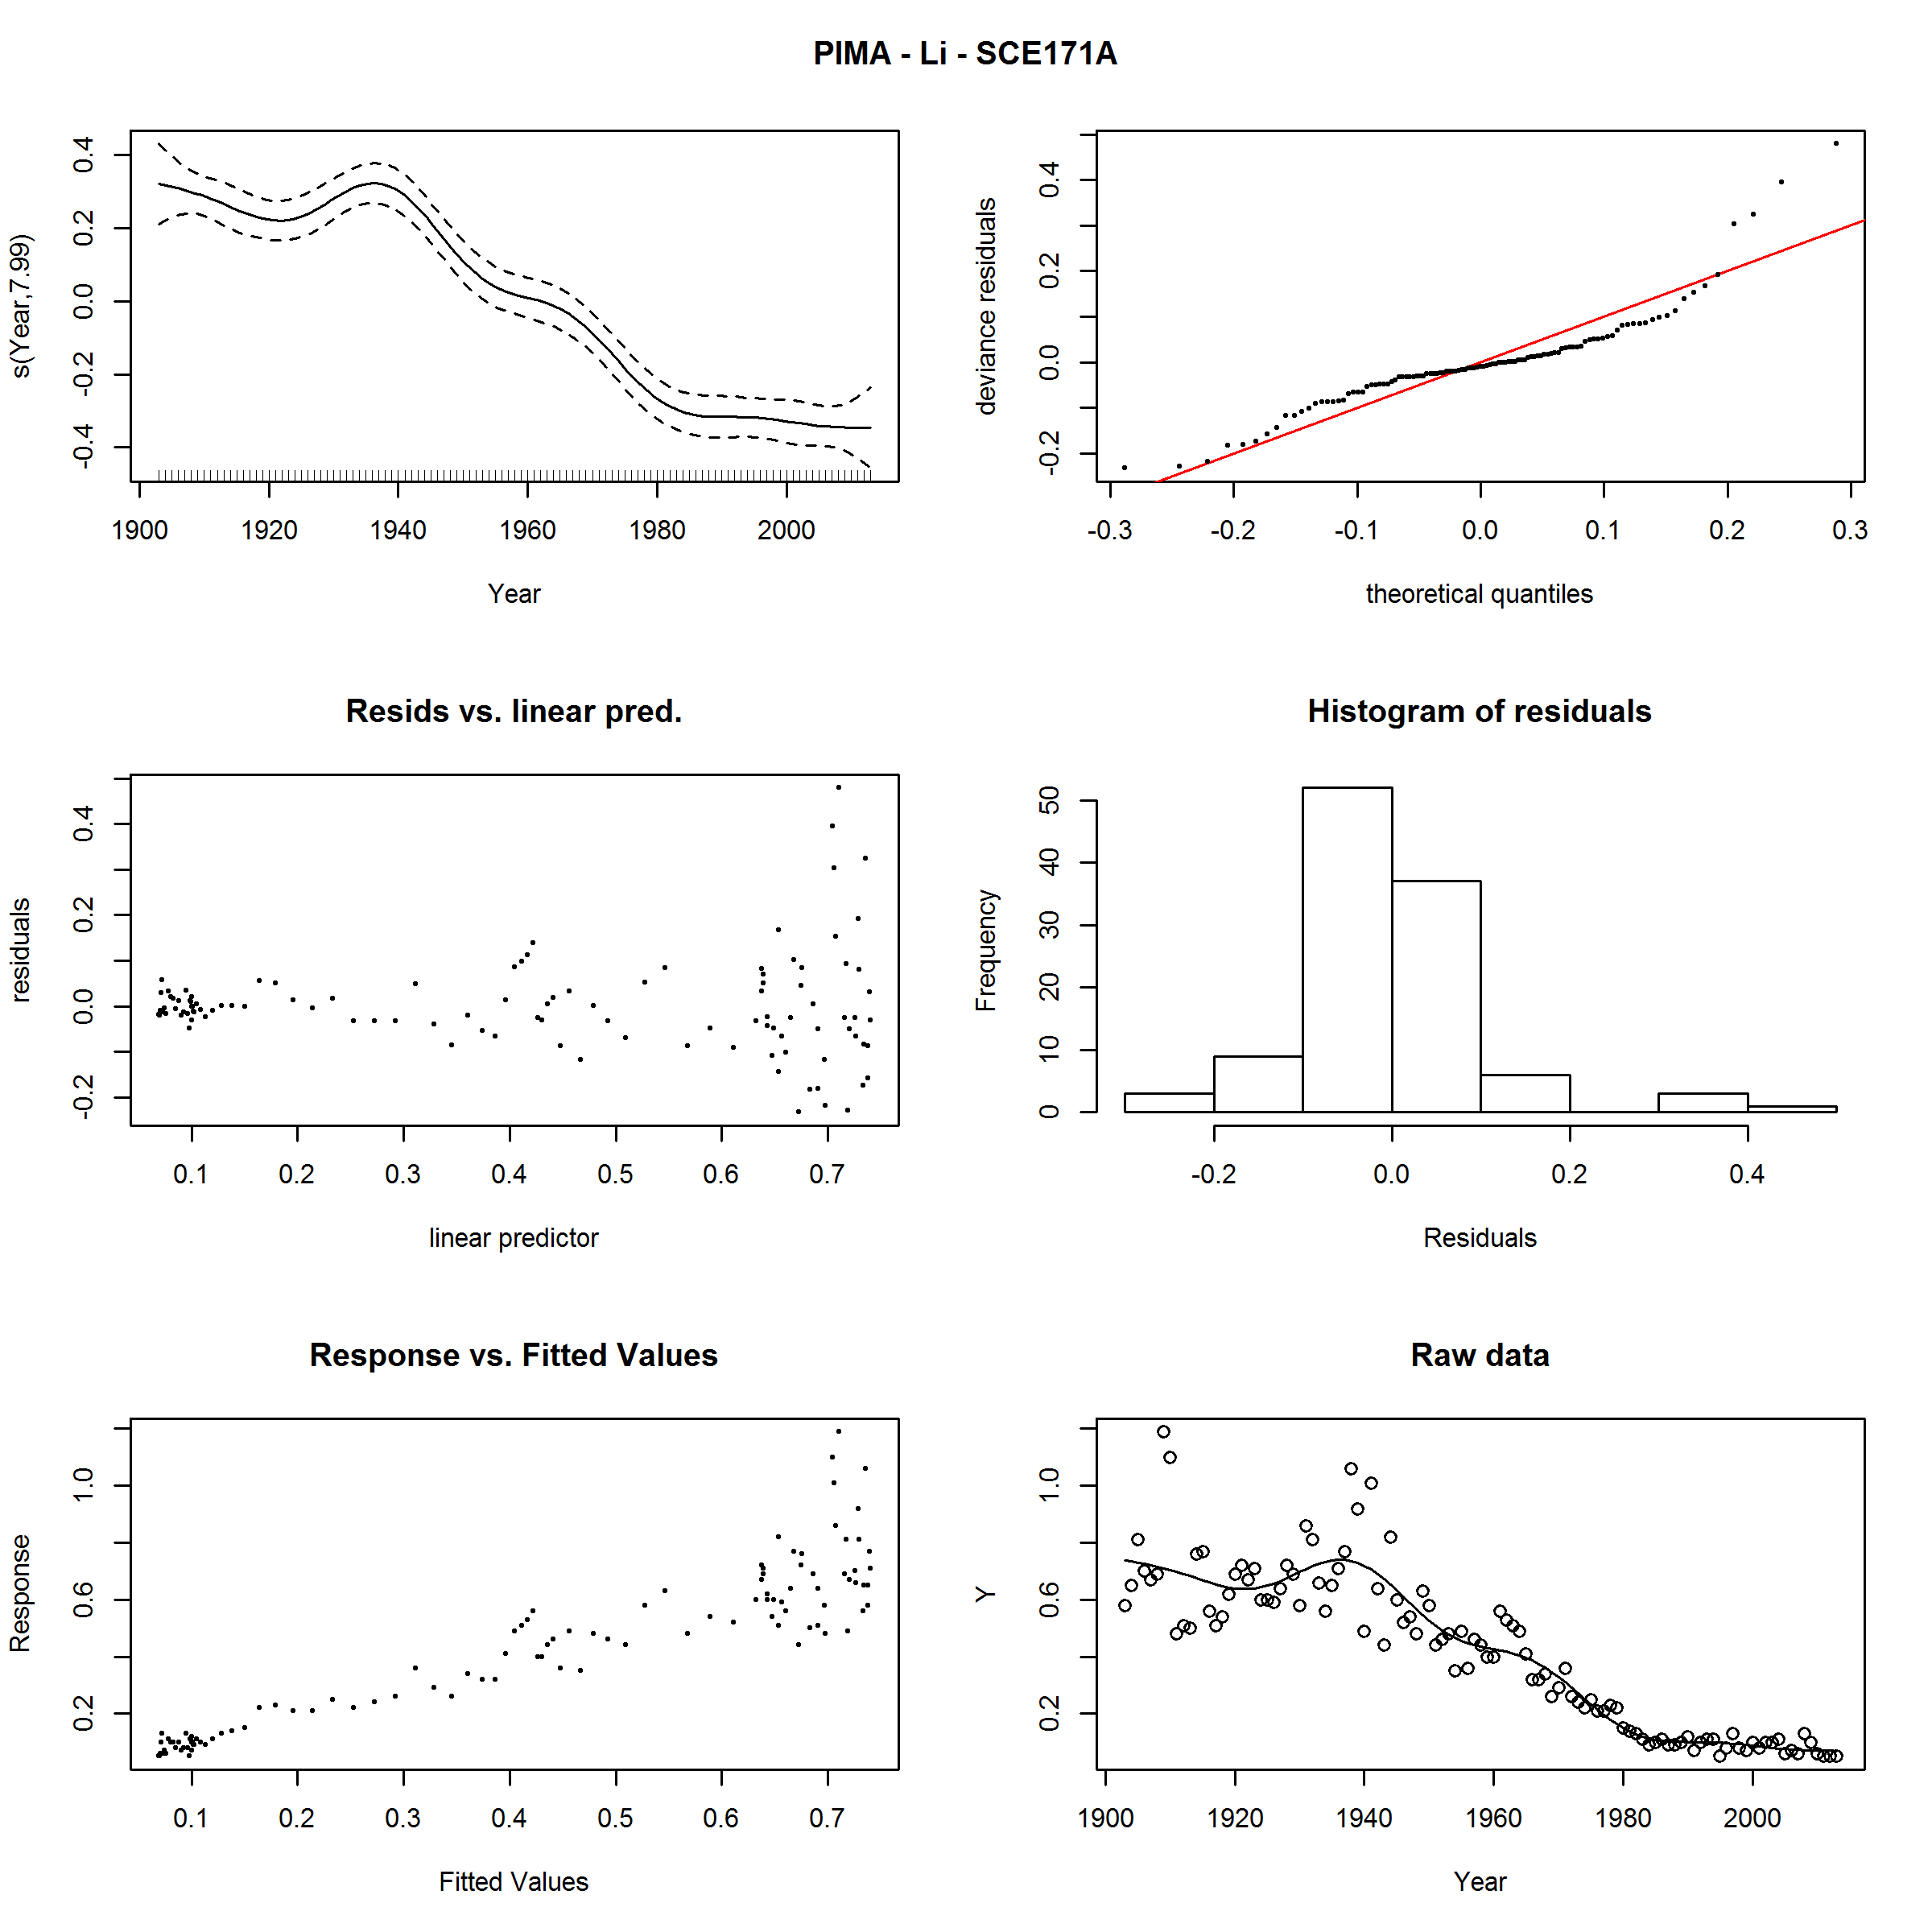 PIMA - Li - SCE171A
s(Year,7.99)
-0.4 -0.2 0.0 0.2 0.4
1900 1920 1940 1960 1980 2000
Year
deviance residuals
-0.2 0.0 0.2 0.4
-0.3 -0.2 -0.1 0.0 0.1 0.2 0.3
theoretical quantiles
Resids vs. linear pred.
residuals
-0.2 0.0 0.2 0.4
0.1 0.2 0.3 0.4 0.5 0.6 0.7
linear predictor
Histogram of residuals
Frequency
0 10 20 30 40 50
-0.2 0.0 0.2 0.4
Residuals
Response vs. Fitted Values
Response
0.2 0.6 1.0
0.1 0.2 0.3 0.4 0.5 0.6 0.7
Fitted Values
Raw data
Y
0.2 0.6 1.0
1900 1920 1940 1960 1980 2000
Year